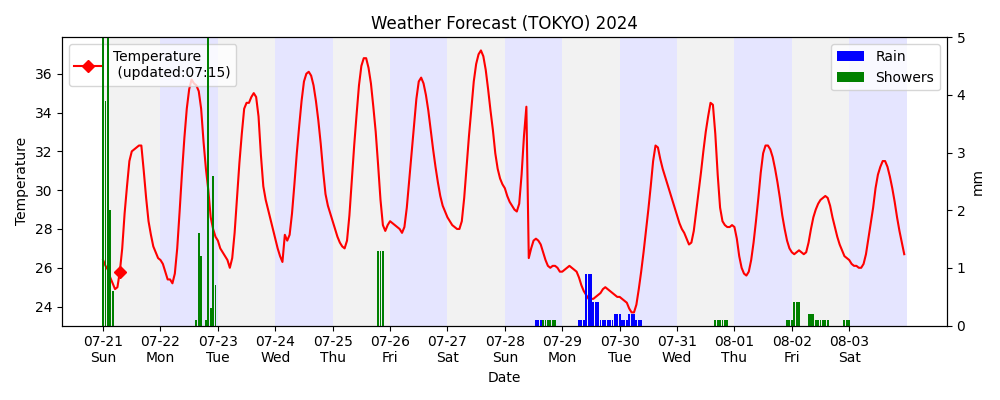 Weather Forecast (TOKYO) 2024
Temperature
(updated:07:15)
Rain
Showers
Temperature
36
34
32
30
28
26
24
5
4
3
2
1
0
mm
07-21 07-22 07-23 07-24 07-25 07-26 07-27 07-28 07-29 07-30 07-31 08-01 08-02 08-03
Sun Mon Tue Wed Thu Fri Sat Sun Mon Tue Wed Thu Fri Sat
Date